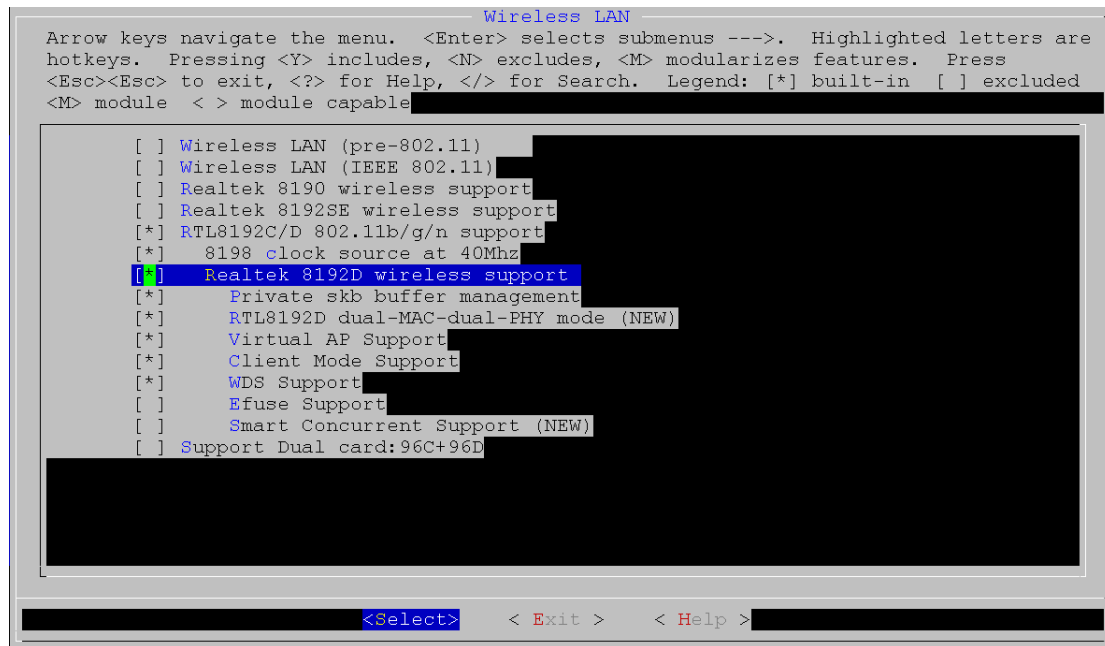 Wireless LAN
Arrow keys navigate the menu.  <Enter> selects submenus --->.  Highlighted letters are
hotkeys.  Pressing <Y> includes, <N> excludes, <M> modularizes features.  Press
<Esc><Esc> to exit, <?> for Help, </> for Search.  Legend: [*] built-in  [ ] excluded
<M> module  < > module capable
[ ] Wireless LAN (pre-802.11)
[ ] Wireless LAN (IEEE 802.11)
[ ] Realtek 8190 wireless support
[ ] Realtek 8192SE wireless support
[*] RTL8192C/D 802.11b/g/n support
[*]   8198 clock source at 40Mhz
[*]   Realtek 8192D wireless support
[*]     Private skb buffer management
[*]     RTL8192D dual-MAC-dual-PHY mode (NEW)
[*]     Virtual AP Support
[*]     Client Mode Support
[*]     WDS Support
[ ]     Efuse Support
[ ]     Smart Concurrent Support (NEW)
[ ] Support Dual card:96C+96D
<Select>    < Exit >    < Help >